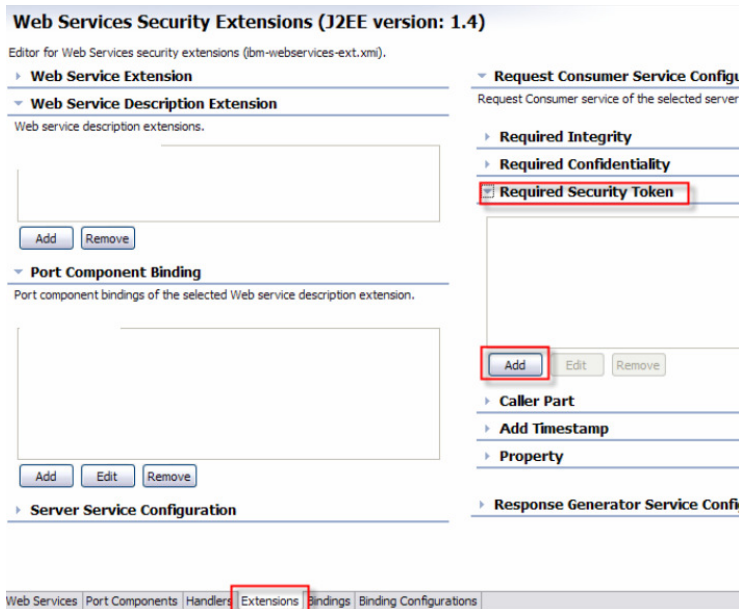 Web Services Security Extensions (J2EE version: 1.4)
Editor for Web Services security extensions (ibm-webservices-ext.xmi).
Web Service Extension
Web Service Description Extension
Web service description extensions.
Add Remove
Port Component Binding
Port component bindings of the selected Web service description extension.
Add Edit Remove
Server Service Configuration
Request Consumer Service Configu
Request Consumer service of the selected server
Required Integrity
Required Confidentiality
Required Security Token
Add Edit Remove
Caller Part
Add Timestamp
Property
Response Generator Service Confi
Web Services Port Components Handlers Extensions Bindings Binding Configurations